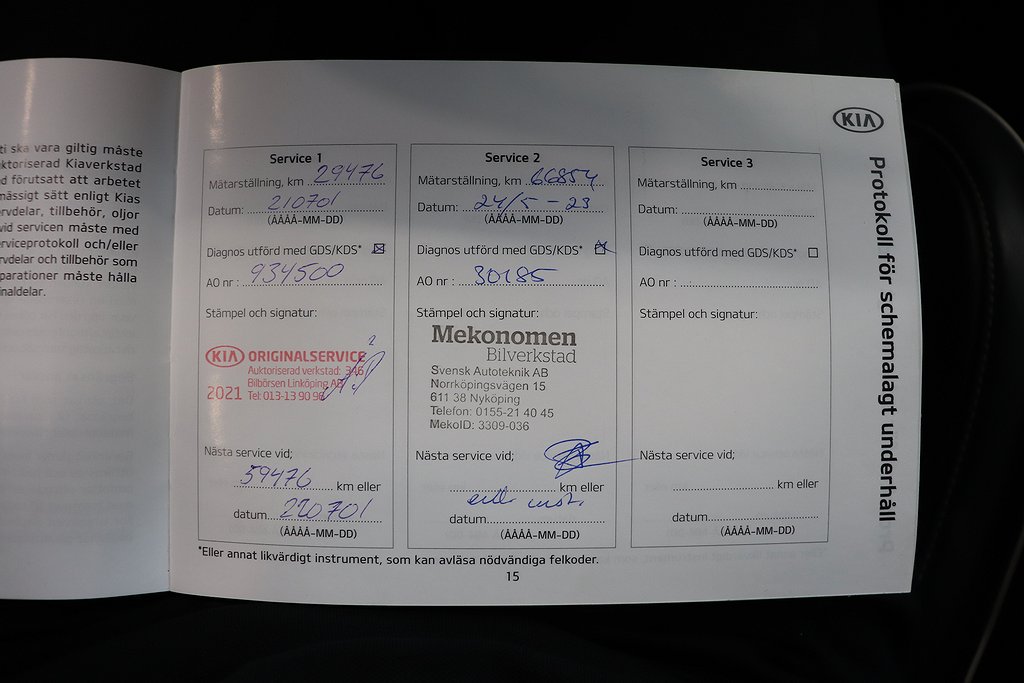 ti ska vara giltig måste
ktoriserad Kiaverkstad
d förutsatt att arbetet
mässigt sätt enligt Kias
rvdelar, tillbehör, oljor
vid servicen måste med
rviceprotokoll och/eller
rvdelar och tillbehör som
parationer måste hålla
inaldelar.
KIA
Protokoll för schemalagt underhåll
Service 1
Mätarställning, km 29476
Datum: 210701
(ÅÅÅÅ-MM-DD)
Diagnos utförd med GDS/KDS*
AO nr : 934500
Stämpel och signatur:
KIA ORIGINALSERVICE
Auktoriserad verkstad: 346
Bilbörsen Linköping AB
2021 Tel: 013-13 90 96
Nästa service vid;
59476 km eller
datum 220701
(ÅÅÅÅ-MM-DD)
Service 2
Mätarställning, km 66854
Datum: 24/5-23
(ÅÅÅÅ-MM-DD)
Diagnos utförd med GDS/KDS*
AO nr : 30185
Stämpel och signatur:
Mekonomen
Bilverkstad
Svensk Autoteknik AB
Norrköpingsvägen 15
611 38 Nyköping
Telefon: 0155-21 40 45
MekoID: 3309-036
Nästa service vid;
km eller
enl. inst.
datum
(ÅÅÅÅ-MM-DD)
Service 3
Mätarställning, km
Datum:
(ÅÅÅÅ-MM-DD)
Diagnos utförd med GDS/KDS*
AO nr :
Stämpel och signatur:
Nästa service vid;
km eller
datum
(ÅÅÅÅ-MM-DD)
*Eller annat likvärdigt instrument, som kan avläsa nödvändiga felkoder.
15